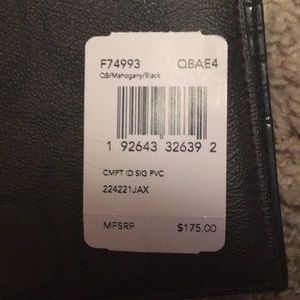 F74993 QBAE4
QB/Mahogany/Black
1 92643 32639 2
CMPT ID SIG PVC
224221JAX
MFSRP $175.00